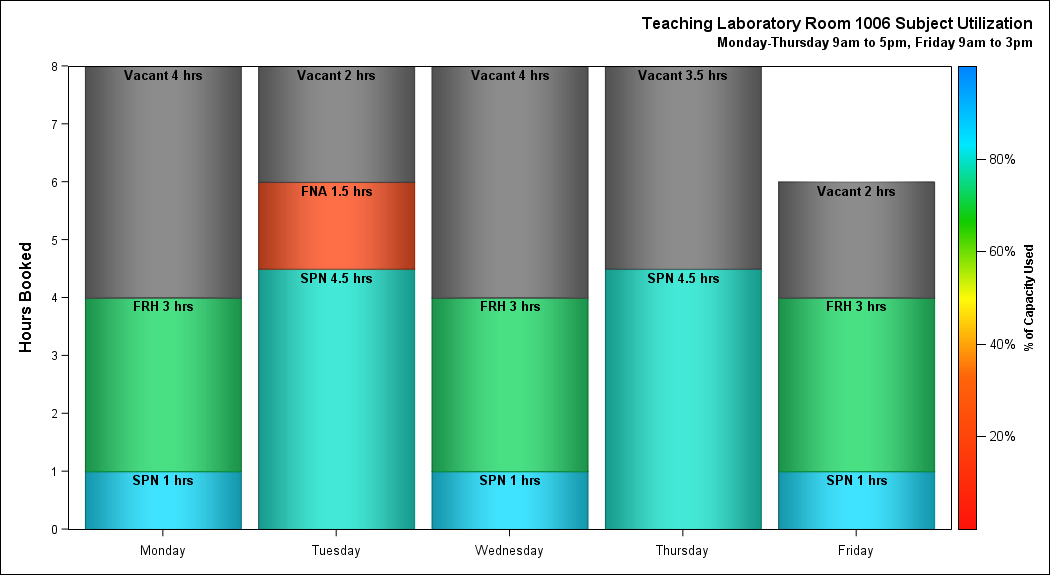 Teaching Laboratory Room 1006 Subject Utilization
Monday-Thursday 9am to 5pm, Friday 9am to 3pm
Hours Booked
8
7
6
5
4
3
2
1
0
Vacant 4 hrs
FRH 3 hrs
SPN 1 hrs
Vacant 2 hrs
FNA 1.5 hrs
SPN 4.5 hrs
Vacant 4 hrs
FRH 3 hrs
SPN 1 hrs
Vacant 3.5 hrs
SPN 4.5 hrs
Vacant 2 hrs
FRH 3 hrs
SPN 1 hrs
Monday
Tuesday
Wednesday
Thursday
Friday
80%
60%
40%
20%
% of Capacity Used